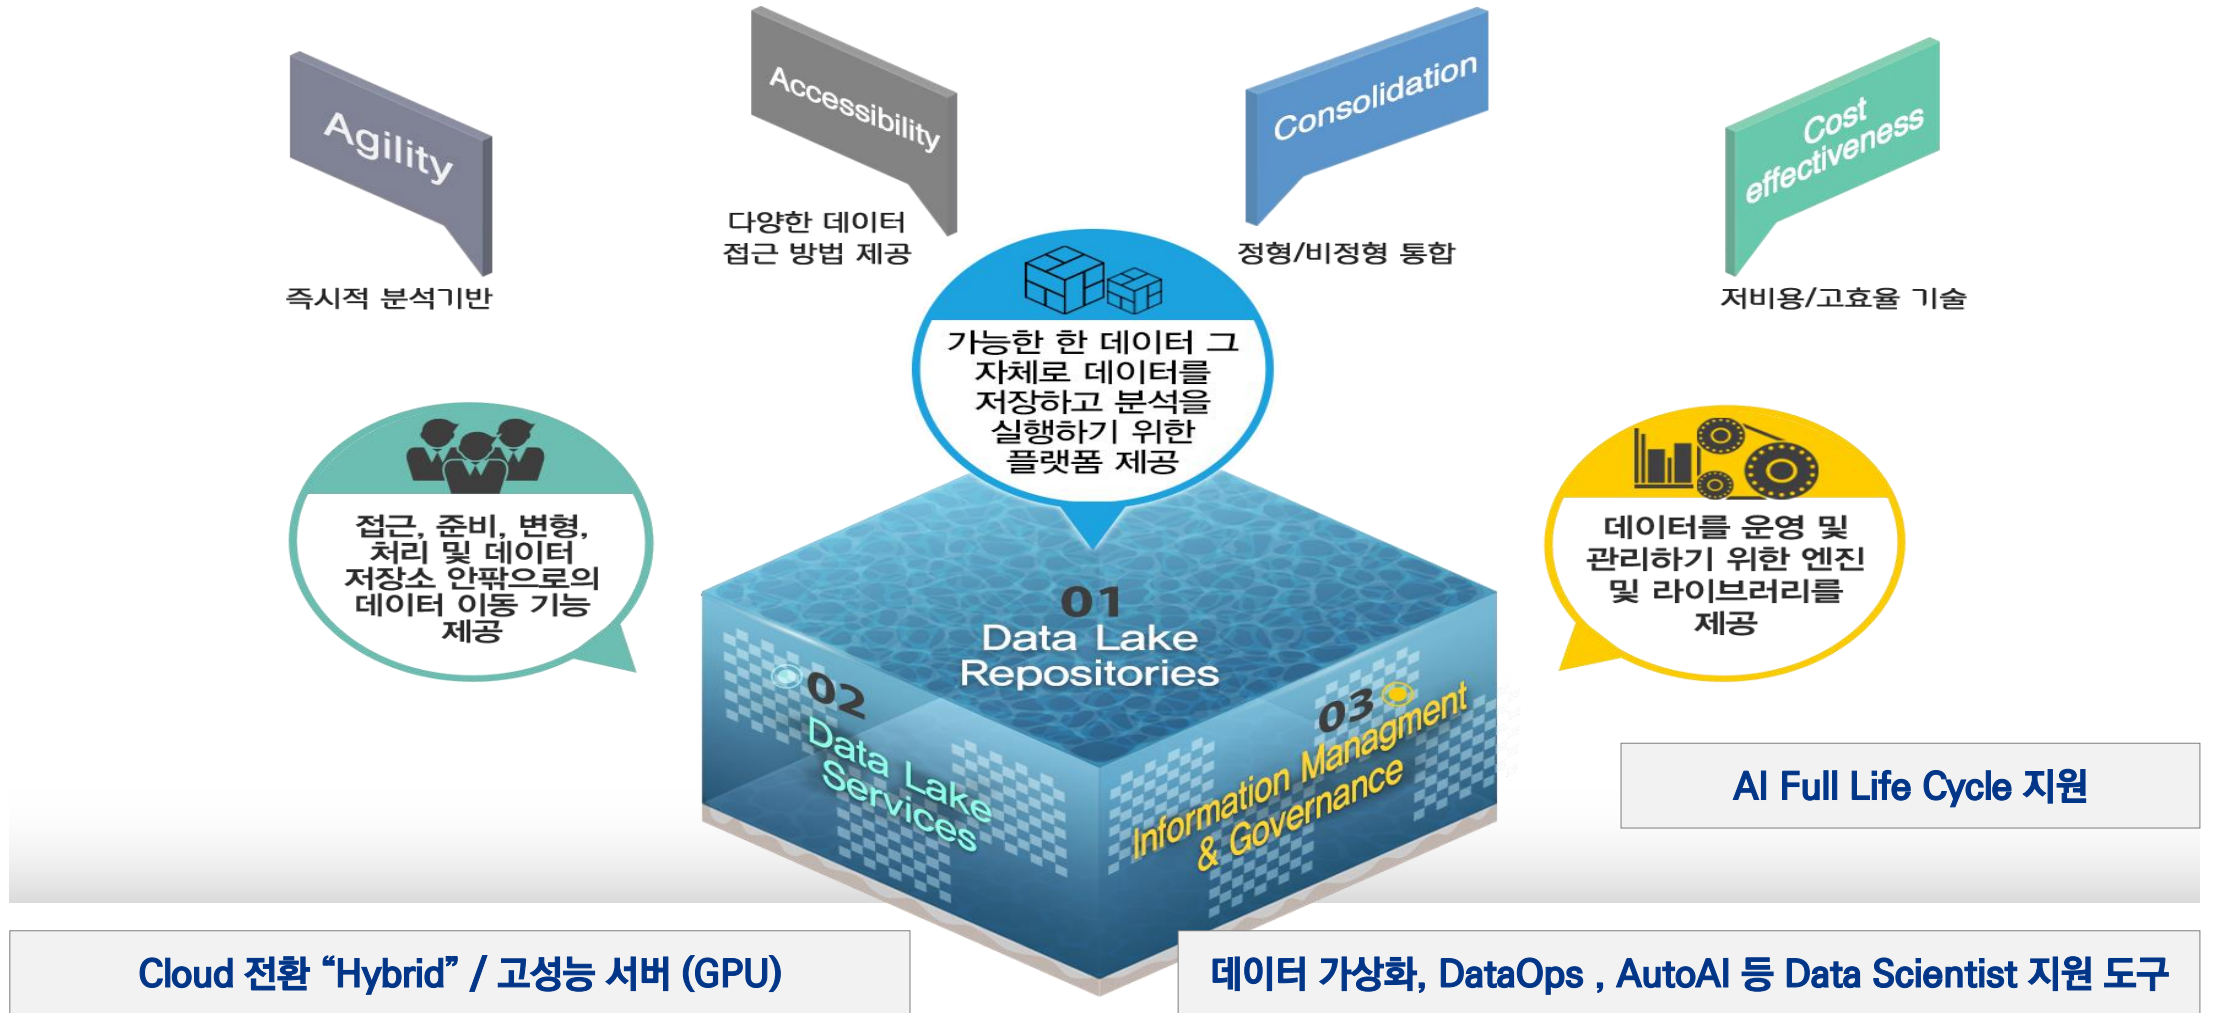 Agility
즉시적 분석기반
Accessibility
다양한 데이터
접근 방법 제공
Consolidation
정형/비정형 통합
Cost
effectiveness
저비용/고효율 기술
가능한 한 데이터 그
자체로 데이터를
저장하고 분석을
실행하기 위한
플랫폼 제공
접근, 준비, 변형,
처리 및 데이터
저장소 안팎으로의
데이터 이동 기능
제공
데이터를 운영 및
관리하기 위한 엔진
및 라이브러리를
제공
01
Data Lake
Repositories
02
Data Lake
Services
03
Information Managment
& Governance
AI Full Life Cycle 지원
Cloud 전환 “Hybrid” / 고성능 서버 (GPU)
데이터 가상화, DataOps , AutoAI 등 Data Scientist 지원 도구